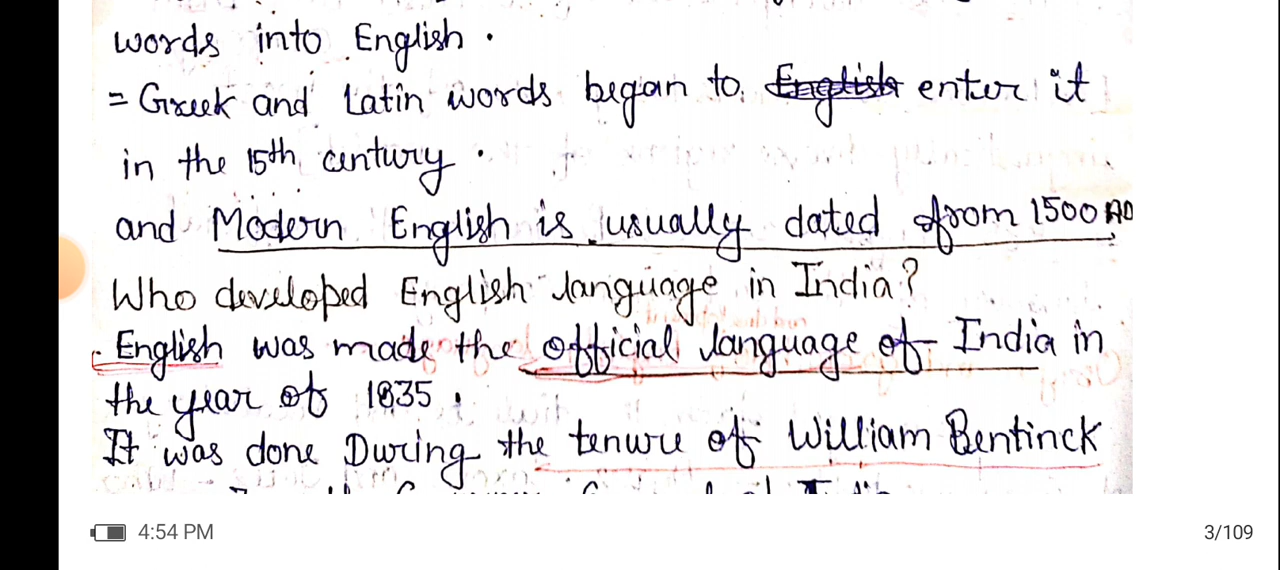 words into English .
= Greek and Latin words began to English enter it
in the 15th century .
and Modern English is usually dated from 1500 AD
Who developed English language in India?
. English was made the official language of India in
the year of 1835 .
It was done During the tenure of William Bentinck
4:54 PM
3/109